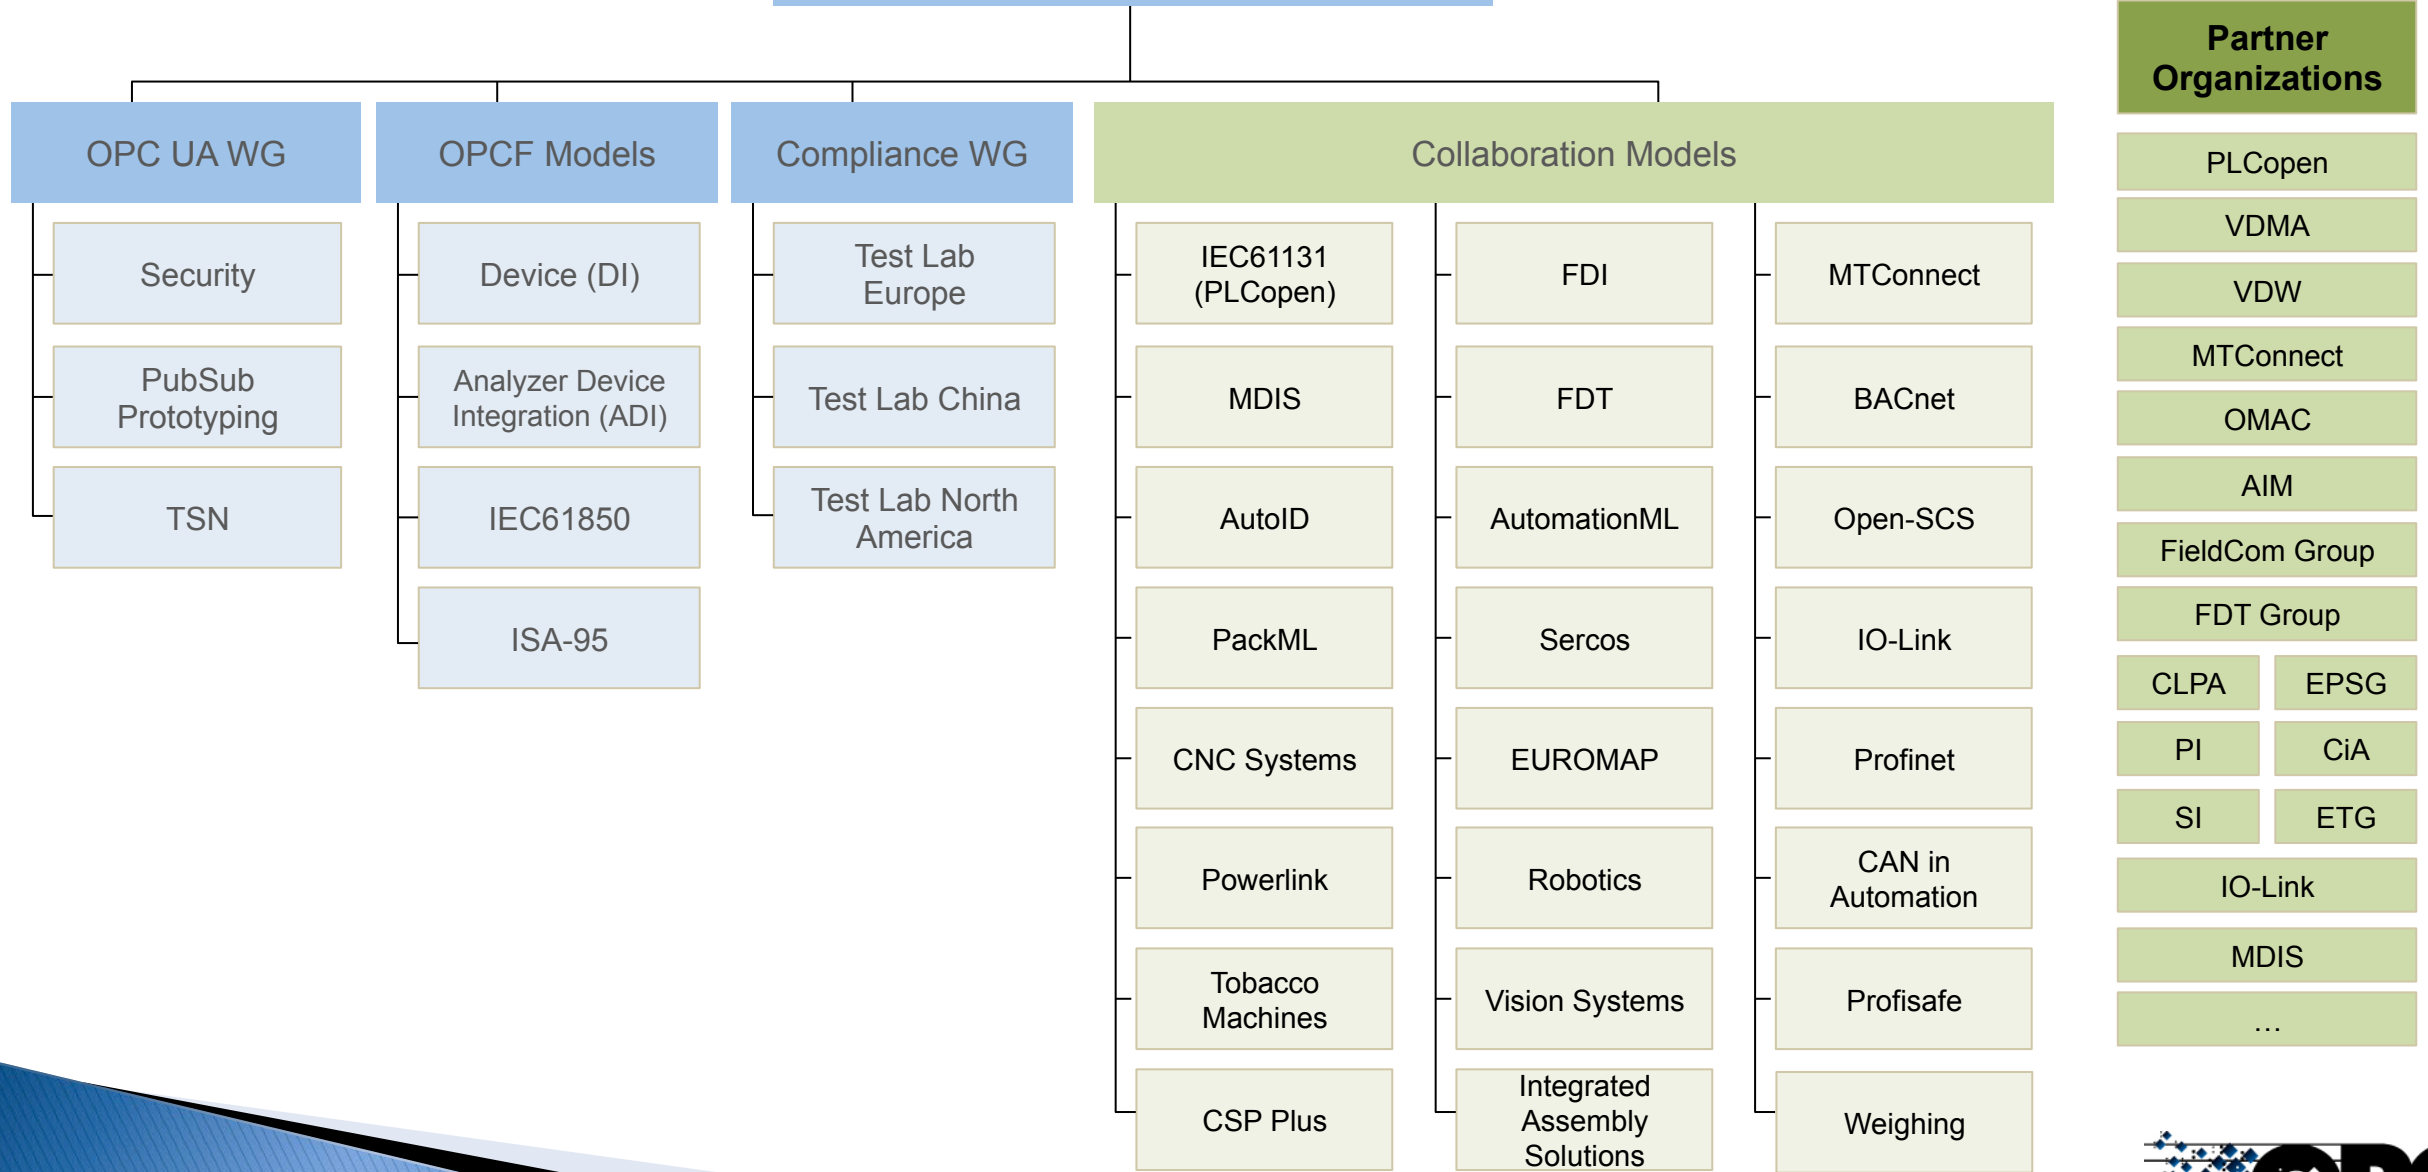 Partner
Organizations
OPC UA WG
OPCF Models
Compliance WG
Collaboration Models
Security
PubSub
Prototyping
TSN
Device (DI)
Analyzer Device
Integration (ADI)
IEC61850
ISA-95
Test Lab
Europe
Test Lab China
Test Lab North
America
IEC61131
(PLCopen)
MDIS
AutoID
PackML
CNC Systems
Powerlink
Tobacco
Machines
CSP Plus
FDI
FDT
AutomationML
Sercos
EUROMAP
Robotics
Vision Systems
Integrated
Assembly
Solutions
MTConnect
BACnet
Open-SCS
IO-Link
Profinet
CAN in
Automation
Profisafe
Weighing
PLCopen
VDMA
VDW
MTConnect
OMAC
AIM
FieldCom Group
FDT Group
CLPA
EPSG
PI
CiA
SI
ETG
IO-Link
MDIS
…